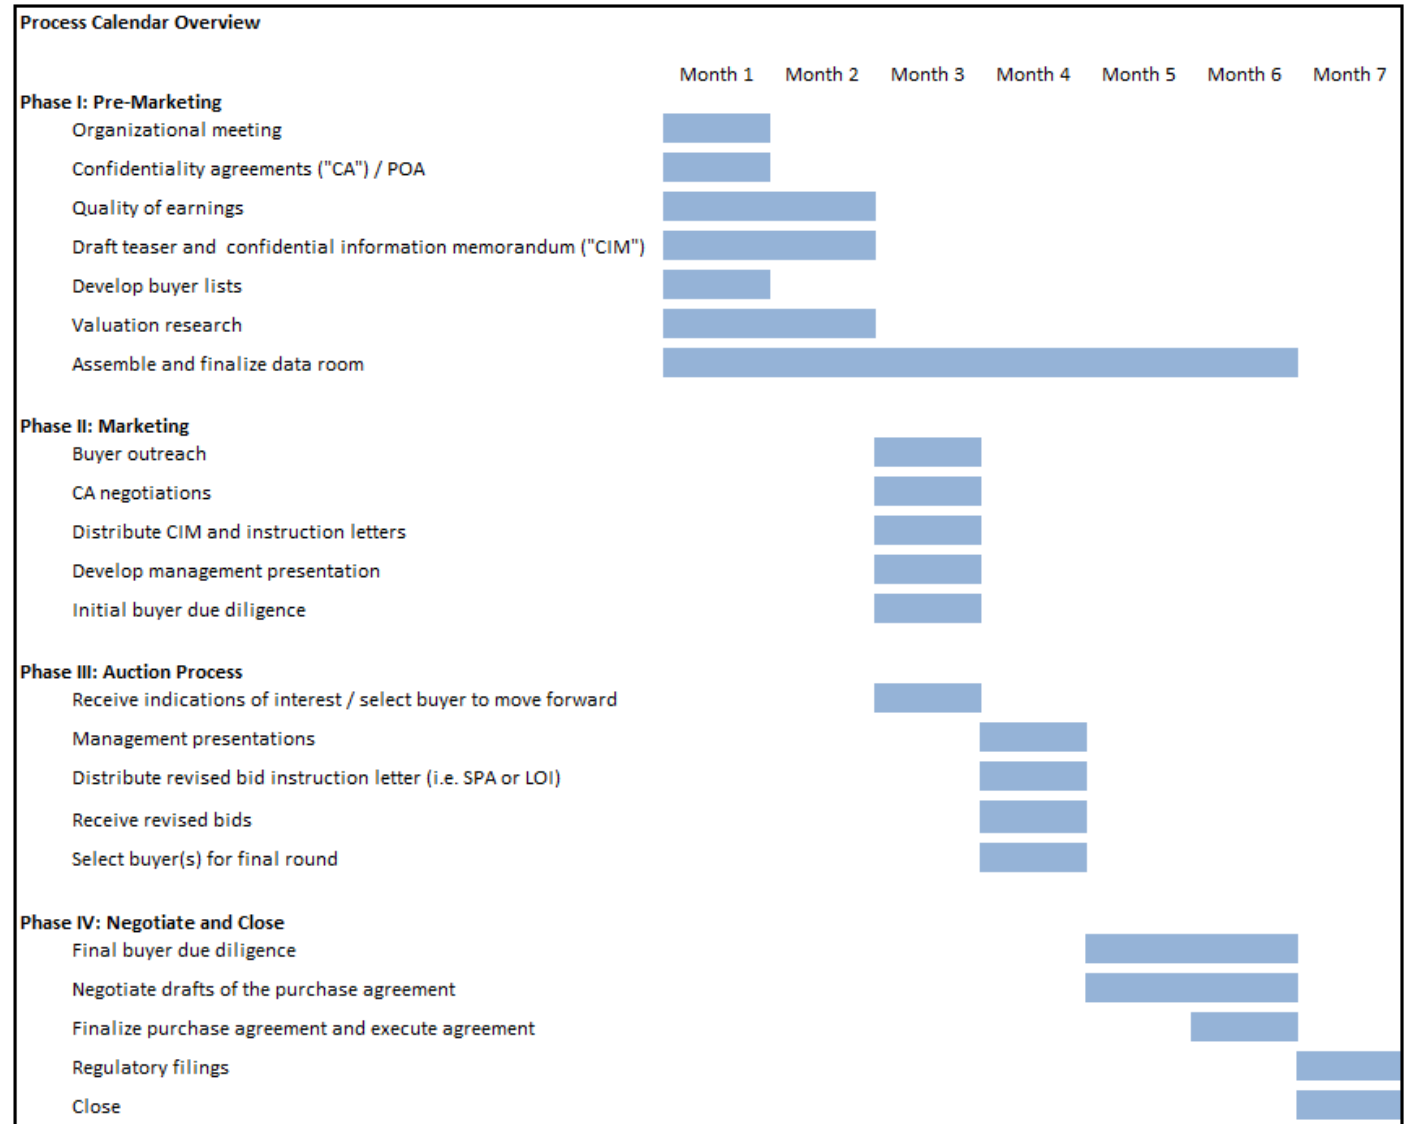 Process Calendar Overview
Month 1 Month 2 Month 3 Month 4 Month 5 Month 6 Month 7
Phase I: Pre-Marketing
Organizational meeting
Confidentiality agreements ("CA") / POA
Quality of earnings
Draft teaser and confidential information memorandum ("CIM")
Develop buyer lists
Valuation research
Assemble and finalize data room
Phase II: Marketing
Buyer outreach
CA negotiations
Distribute CIM and instruction letters
Develop management presentation
Initial buyer due diligence
Phase III: Auction Process
Receive indications of interest / select buyer to move forward
Management presentations
Distribute revised bid instruction letter (i.e. SPA or LOI)
Receive revised bids
Select buyer(s) for final round
Phase IV: Negotiate and Close
Final buyer due diligence
Negotiate drafts of the purchase agreement
Finalize purchase agreement and execute agreement
Regulatory filings
Close